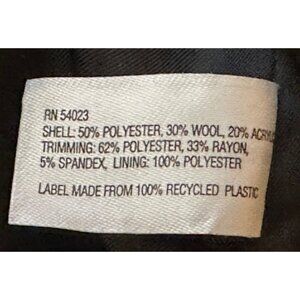 RN 54023
SHELL: 50% POLYESTER, 30% WOOL, 20%
TRIMMING: 62% POLYESTER, 33% RAYON,
5% SPANDEX, LINING: 100% POLYESTER
LABEL MADE FROM 100% RECYCLED PLASTIC